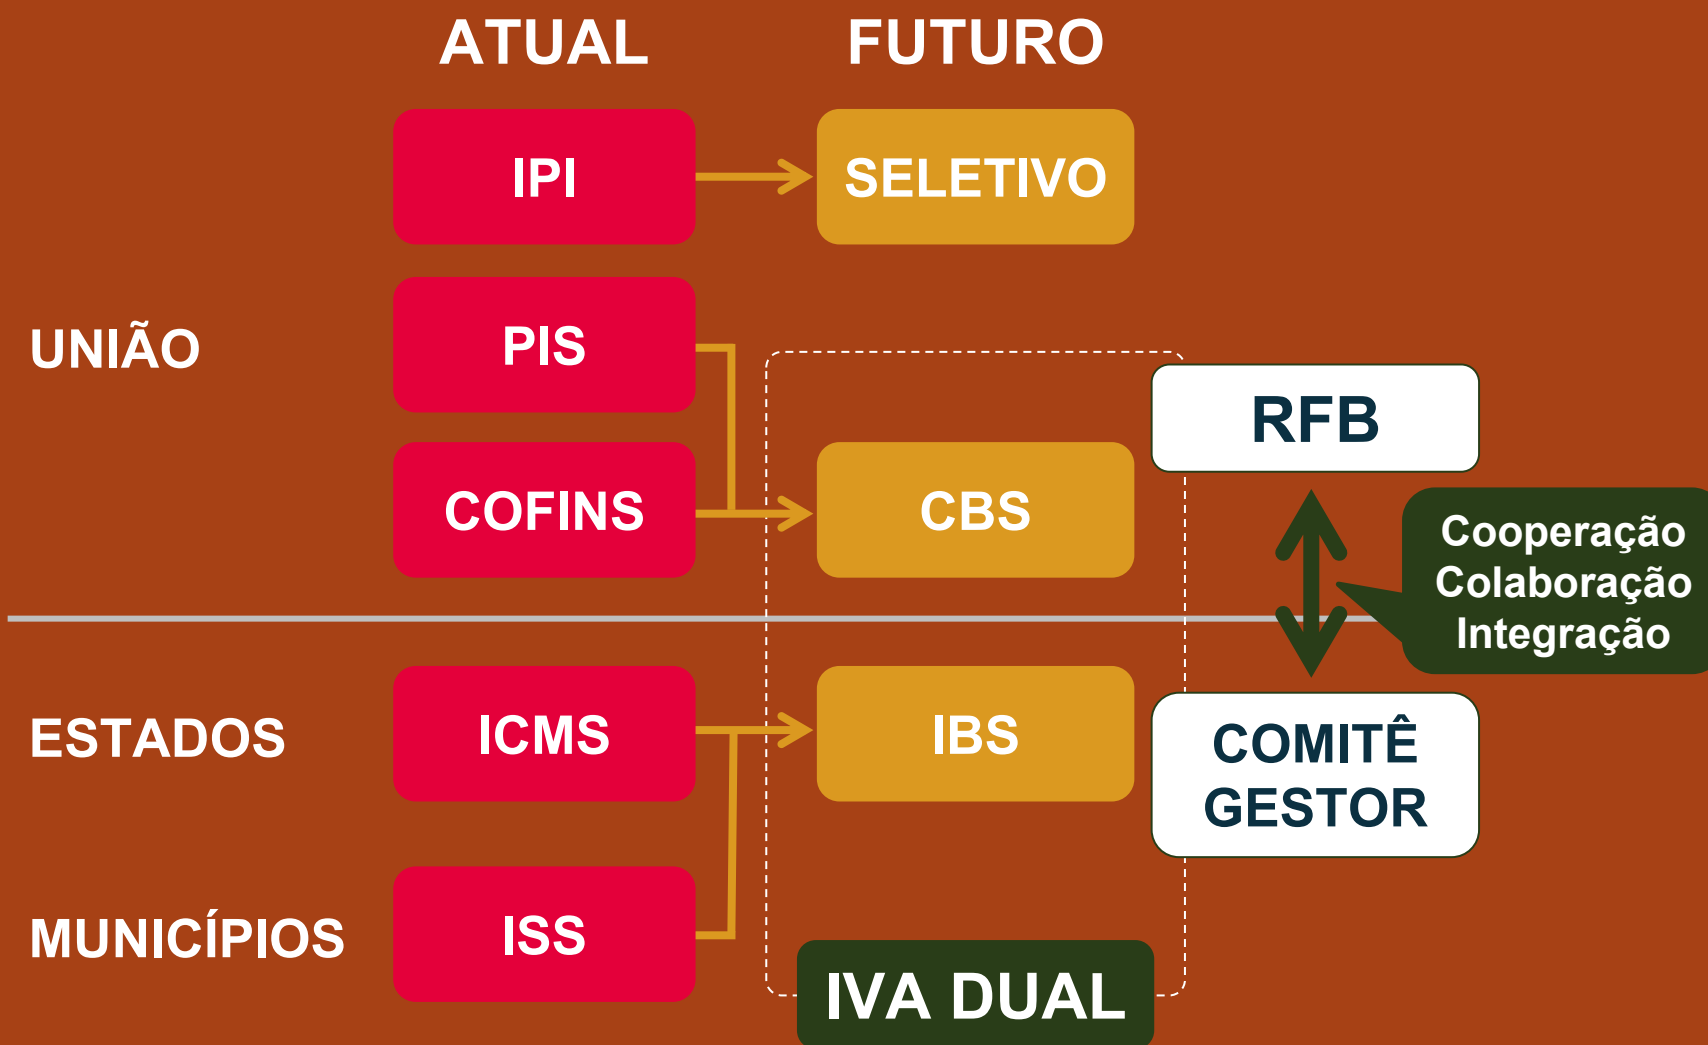 ATUAL
FUTURO
IPI
SELETIVO
UNIÃO
PIS
RFB
COFINS
CBS
Cooperação
Colaboração
Integração
ESTADOS
ICMS
IBS
COMITÊ
GESTOR
MUNICÍPIOS
ISS
IVA DUAL